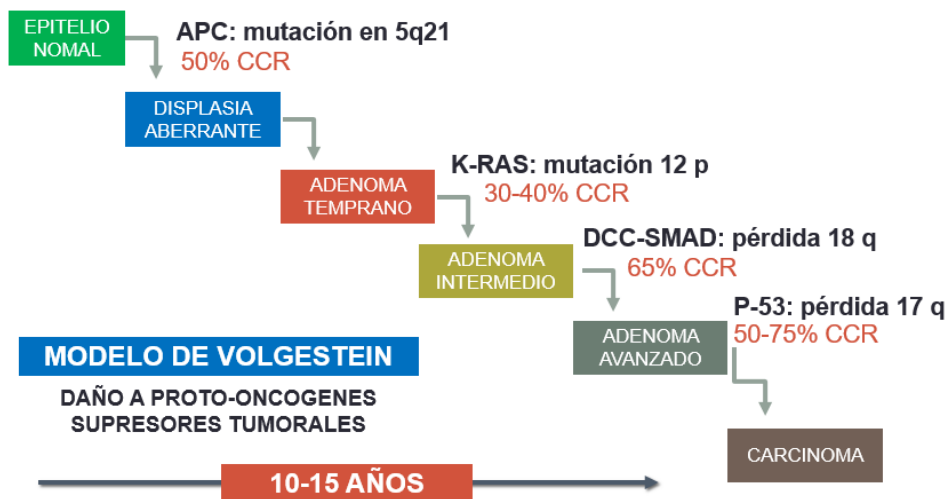 EPITELIO
NOMAL
APC: mutación en 5q21
50% CCR
DISPLASIA
ABERRANTE
ADENOMA
TEMPRANO
K-RAS: mutación 12 p
30-40% CCR
ADENOMA
INTERMEDIO
DCC-SMAD: pérdida 18 q
65% CCR
ADENOMA
AVANZADO
P-53: pérdida 17 q
50-75% CCR
CARCINOMA
MODELO DE VOLGESTEIN
DAÑO A PROTO-ONCOGENES
SUPRESORES TUMORALES
10-15 AÑOS